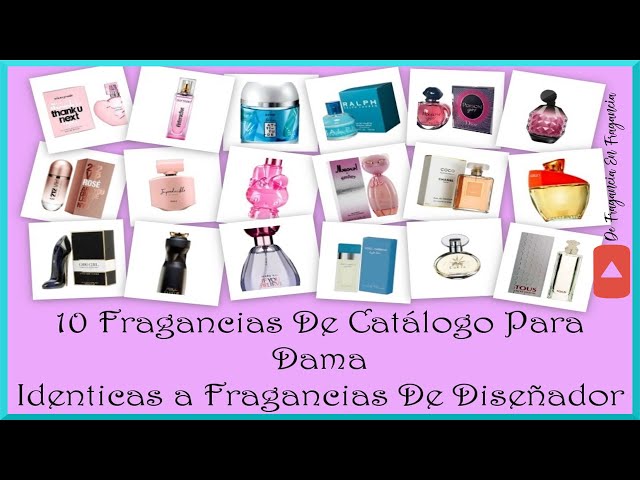 thank u
next
RALPH
COCO
CHANEL
212
ROSÉ
TOUS
De Fragancia En Fragancia
10 Fragancias De Catálogo Para
Dama
Identicas a Fragancias De Diseñador